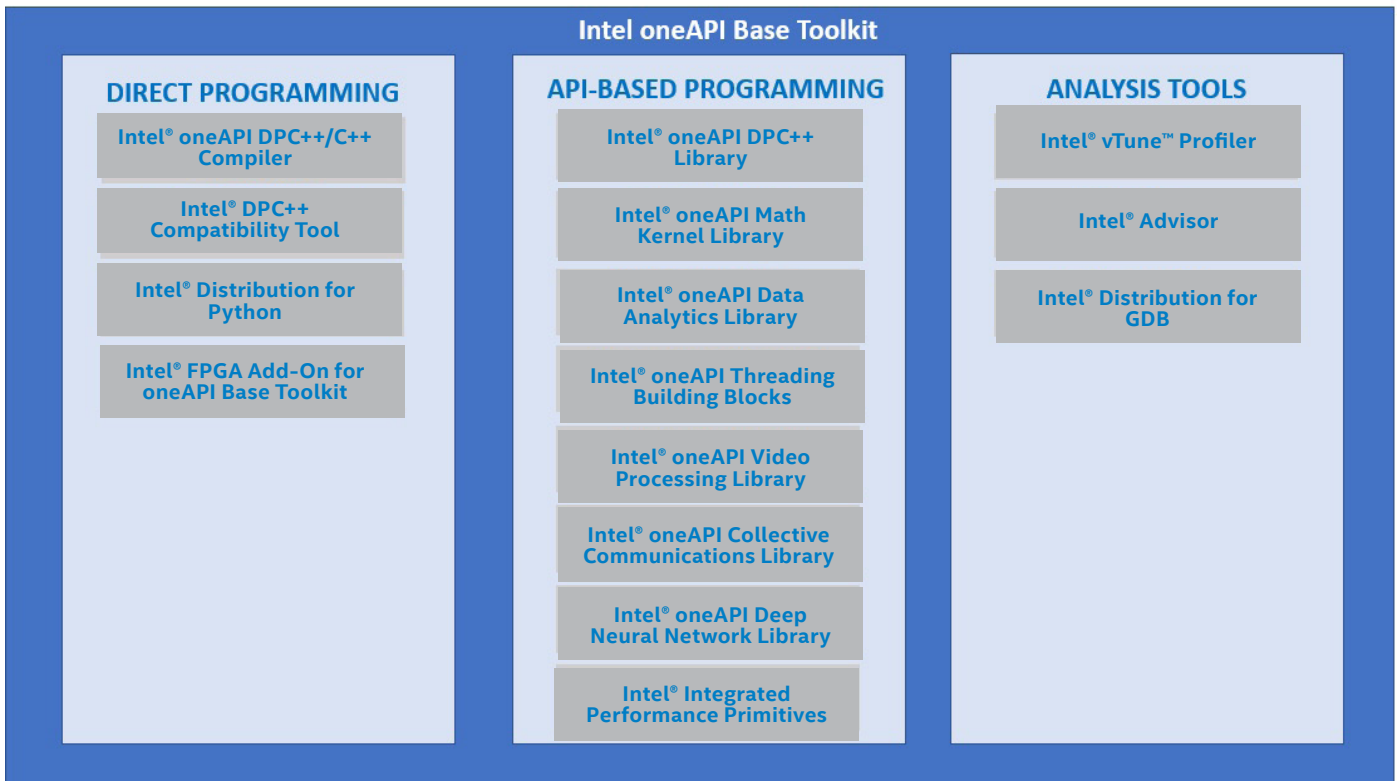 Intel oneAPI Base Toolkit
DIRECT PROGRAMMING
Intel® oneAPI DPC++/C++
Compiler
Intel® DPC++
Compatibility Tool
Intel® Distribution for
Python
Intel® FPGA Add-On for
oneAPI Base Toolkit
API-BASED PROGRAMMING
Intel® oneAPI DPC++
Library
Intel® oneAPI Math
Kernel Library
Intel® oneAPI Data
Analytics Library
Intel® oneAPI Threading
Building Blocks
Intel® oneAPI Video
Processing Library
Intel® oneAPI Collective
Communications Library
Intel® oneAPI Deep
Neural Network Library
Intel® Integrated
Performance Primitives
ANALYSIS TOOLS
Intel® vTune™ Profiler
Intel® Advisor
Intel® Distribution for
GDB